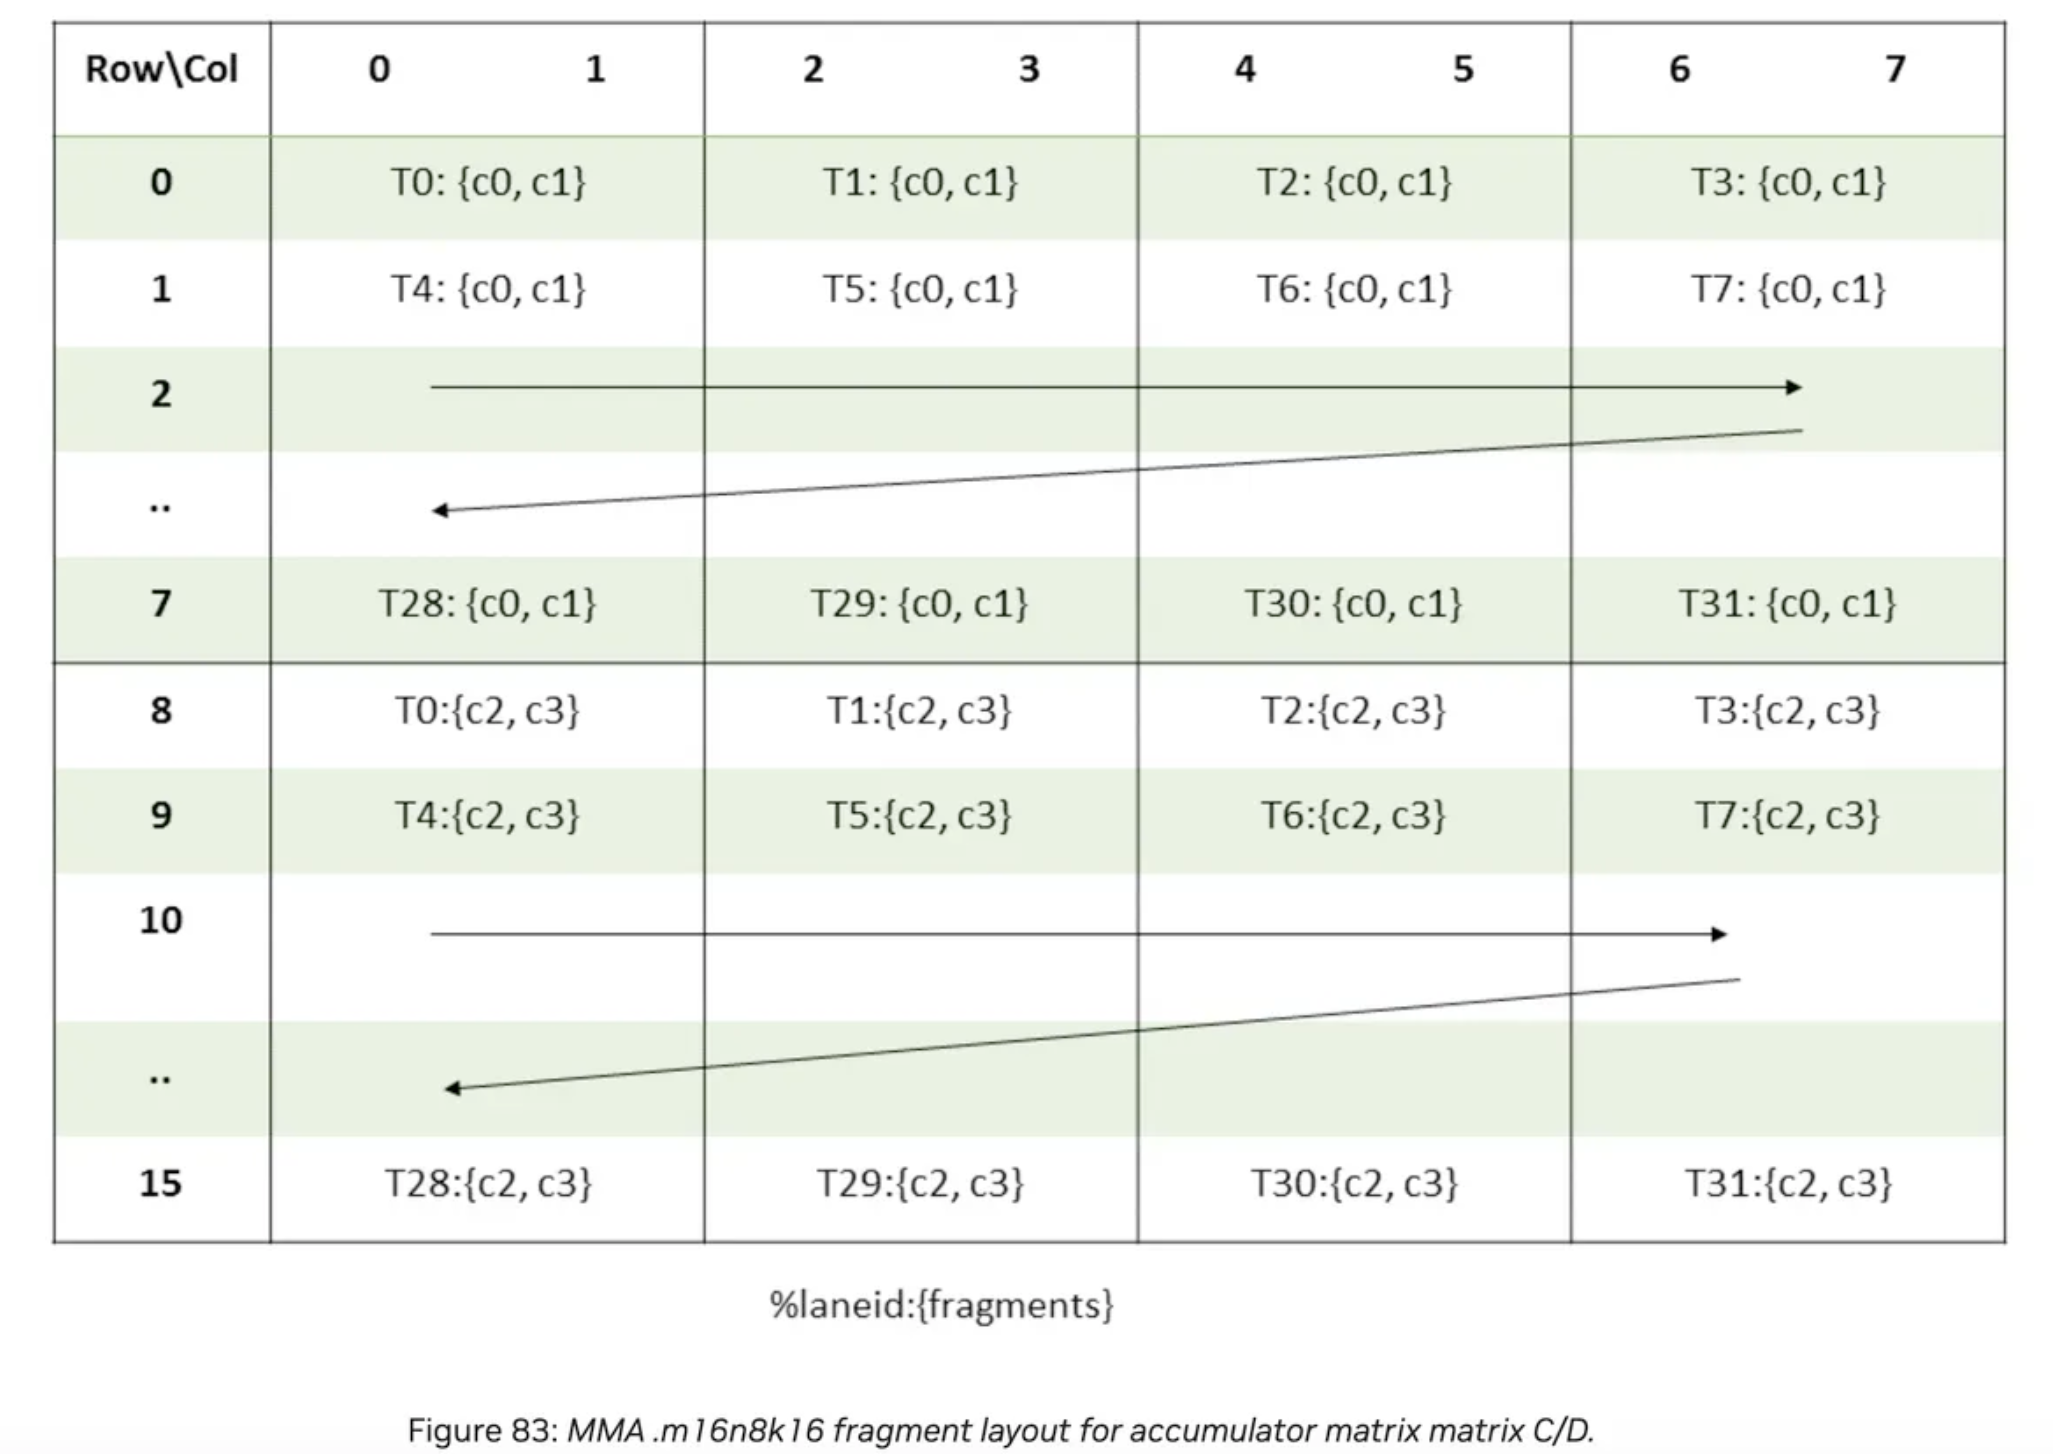 Row\Col 0 1 2 3 4 5 6 7
0 T0: {c0, c1} T1: {c0, c1} T2: {c0, c1} T3: {c0, c1}
1 T4: {c0, c1} T5: {c0, c1} T6: {c0, c1} T7: {c0, c1}
2
..
7 T28: {c0, c1} T29: {c0, c1} T30: {c0, c1} T31: {c0, c1}
8 T0:{c2, c3} T1:{c2, c3} T2:{c2, c3} T3:{c2, c3}
9 T4:{c2, c3} T5:{c2, c3} T6:{c2, c3} T7:{c2, c3}
10
..
15 T28:{c2, c3} T29:{c2, c3} T30:{c2, c3} T31:{c2, c3}
%laneid:{fragments}
Figure 83: MMA .m16n8k16 fragment layout for accumulator matrix matrix C/D.